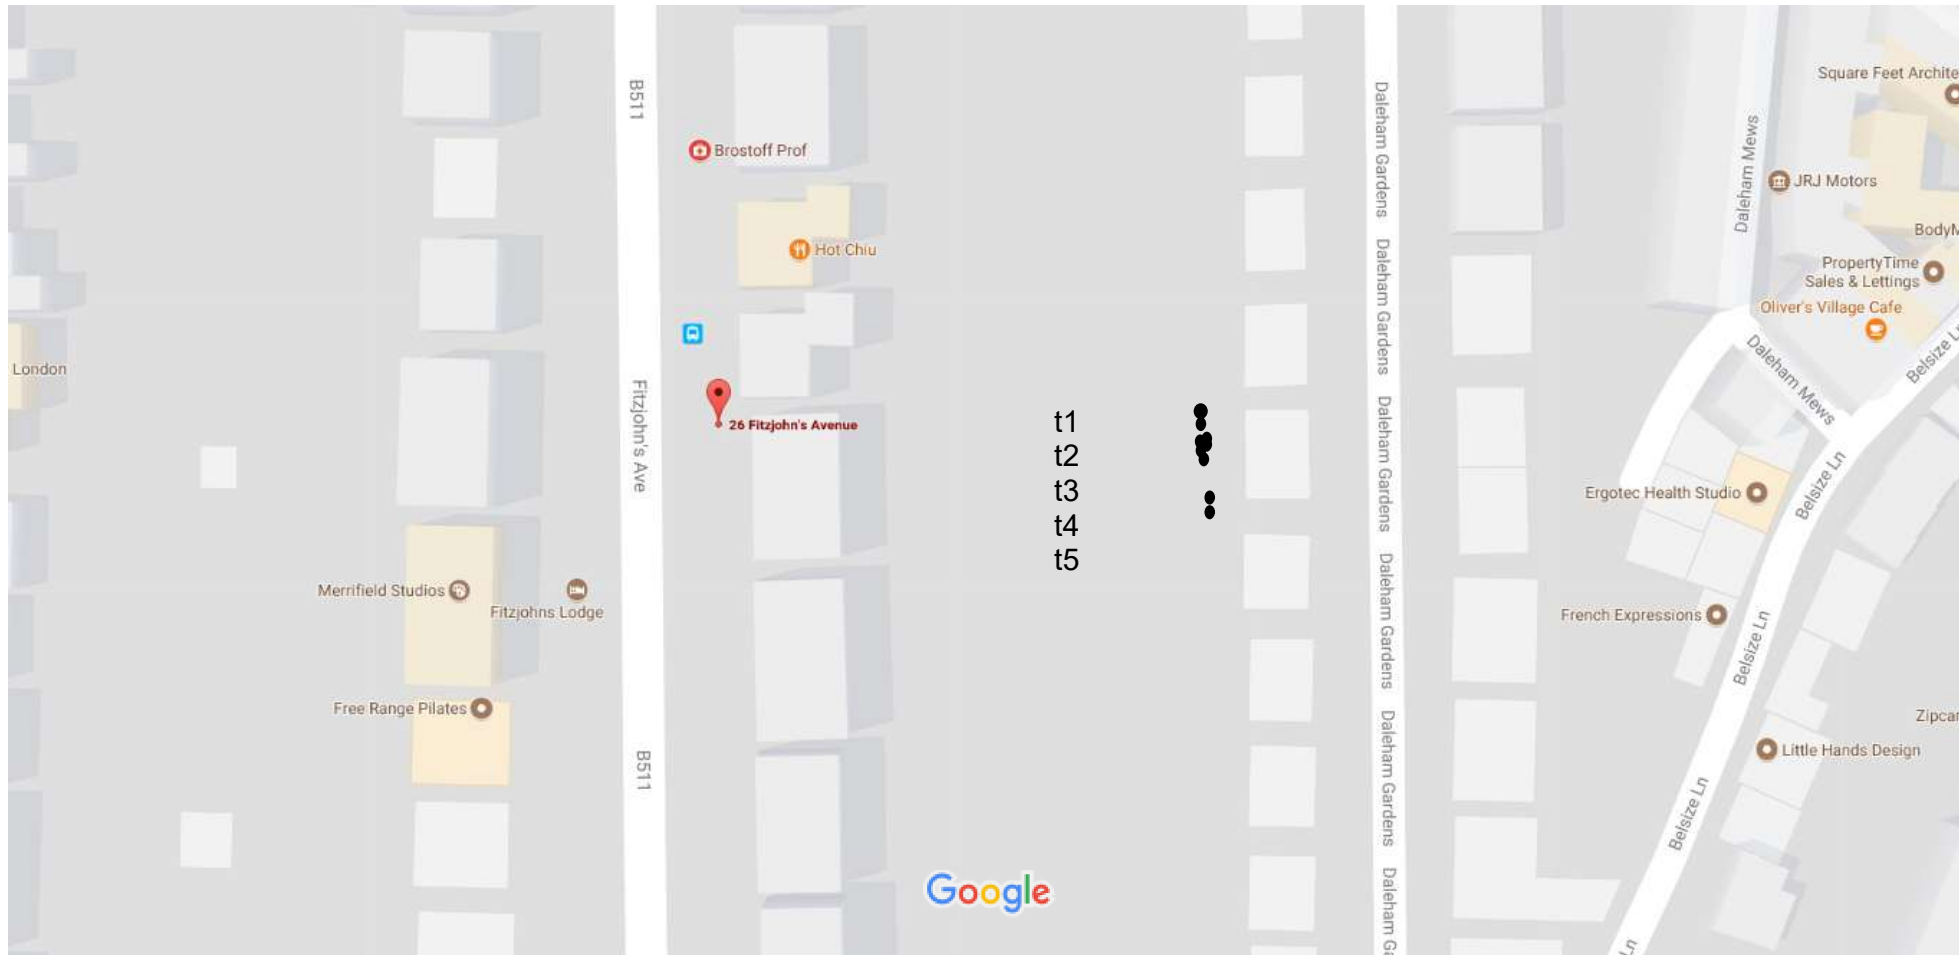 Square Feet Archite
B511
Daleham Gardens
Daleham Mews
Brostoff Prof
JRJ Motors
BodyM
Hot Chiu
Daleham Gardens
PropertyTime
Sales & Lettings
Oliver's Village Cafe
London
Daleham Mews
Belsize L
Fitzjohn's Ave
26 Fitzjohn's Avenue
t1
t2
t3
t4
t5
Daleham Gardens
Ergotec Health Studio
Belsize Ln
Merrifield Studios
Fitzjohns Lodge
Daleham Gardens
French Expressions
Belsize Ln
Free Range Pilates
Zipcar
B511
Daleham Gardens
Little Hands Design
Belsize Ln
Google
Daleham Ga
Ln